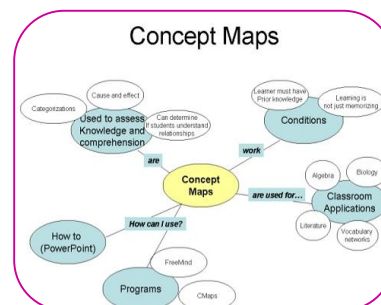 Concept Maps
Cause and effect
Categorizations
Used to assess
Knowledge and
comprehension
Can determine
If students understand
relationships
Learner must have
Prior knowledge
Learning is
not just memorizing
Conditions
are
work
Concept
Maps
are used for...
Algebra
Biology
Classroom
Applications
Literature
Vocabulary
networks
How can I use?
How to
(PowerPoint)
FreeMind
Programs
CMaps